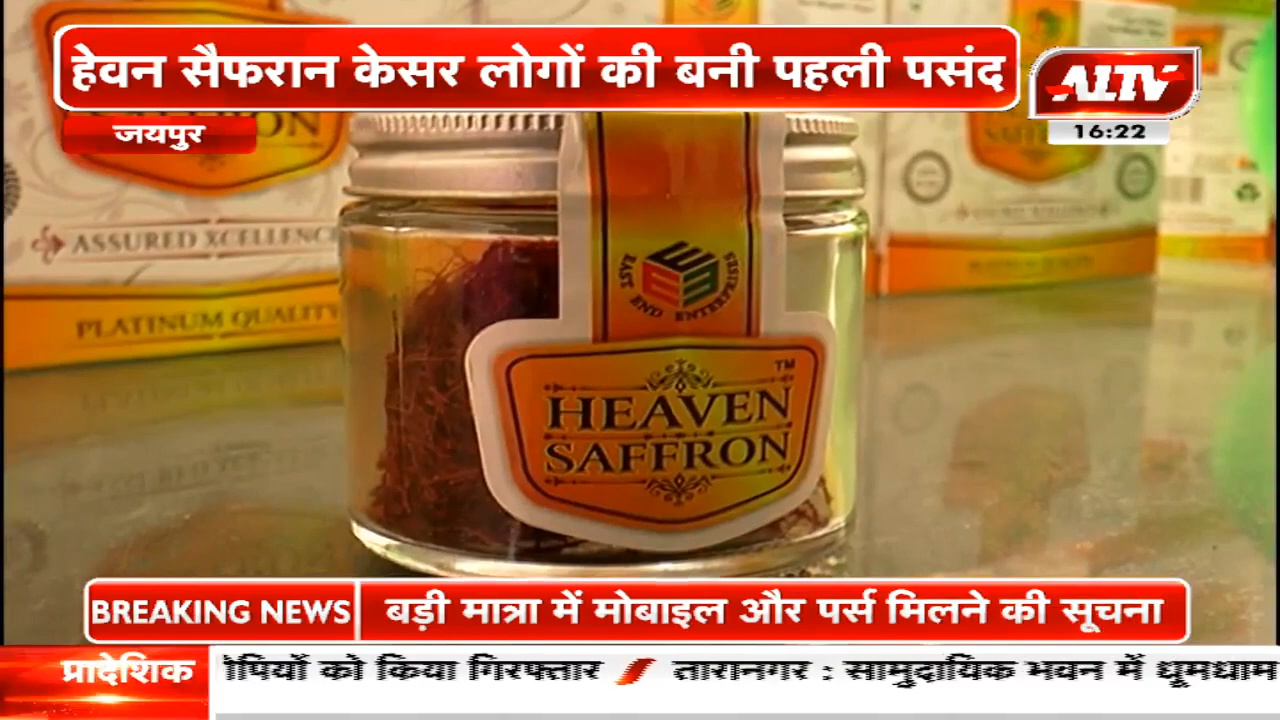 हेवन सैफरान केसर लोगों की बनी पहली पसंद
ALTV
16:22
जयपुर
ASSURED XCELLENC
PLATINUM QUALITY
EAST END ENTERPRISES
TM
HEAVEN
SAFFRON
BREAKING NEWS
बड़ी मात्रा में मोबाइल और पर्स मिलने की सूचना
प्रादेशिक
पियों को किया गिरफ्तार
तारानगर : सामुदायिक भवन में धूमधाम